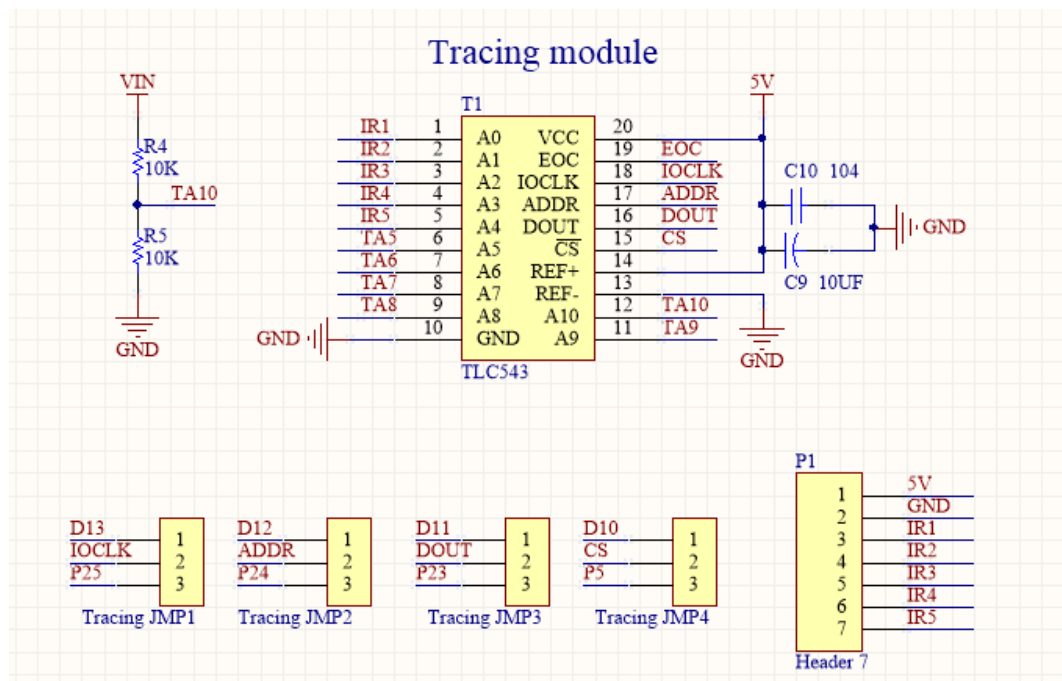 Tracing module
VIN
R4
10K
TA10
R5
10K
GND
T1
IR1 1 A0 VCC 20
IR2 2 A1 EOC 19 EOC
IR3 3 A2 IOCLK 18 IOCLK
IR4 4 A3 ADDR 17 ADDR
IR5 5 A4 DOUT 16 DOUT
TA5 6 A5 CS 15 CS
TA6 7 A6 REF+ 14
TA7 8 A7 REF- 13
TA8 9 A8 A10 12 TA10
GND 10 GND A9 11 TA9
TLC543
5V
C10 104
GND
C9 10UF
GND
D13 1
IOCLK 2
P25 3
Tracing JMP1
D12 1
ADDR 2
P24 3
Tracing JMP2
D11 1
DOUT 2
P23 3
Tracing JMP3
D10 1
CS 2
P5 3
Tracing JMP4
P1
1 5V
2 GND
3 IR1
4 IR2
5 IR3
6 IR4
7 IR5
Header 7